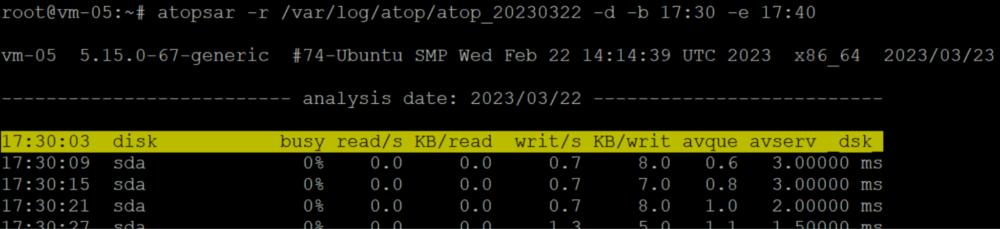 root@vm-05:~# atopsar -r /var/log/atop/atop_20230322 -d -b 17:30 -e 17:40
vm-05  5.15.0-67-generic  #74-Ubuntu SMP Wed Feb 22 14:14:39 UTC 2023  x86_64  2023/03/23
-------------------------- analysis date: 2023/03/22 --------------------------
17:30:03  disk           busy read/s KB/read  writ/s KB/writ avque avserv _dsk_
17:30:09  sda              0%    0.0     0.0     0.7     8.0   0.6   3.00000 ms
17:30:15  sda              0%    0.0     0.0     0.7     7.0   0.8   3.00000 ms
17:30:21  sda              0%    0.0     0.0     0.7     8.0   1.0   2.00000 ms
17:30:27  sda              0%    0.0     0.0     1.3     5.0   1.1   1.50000 ms